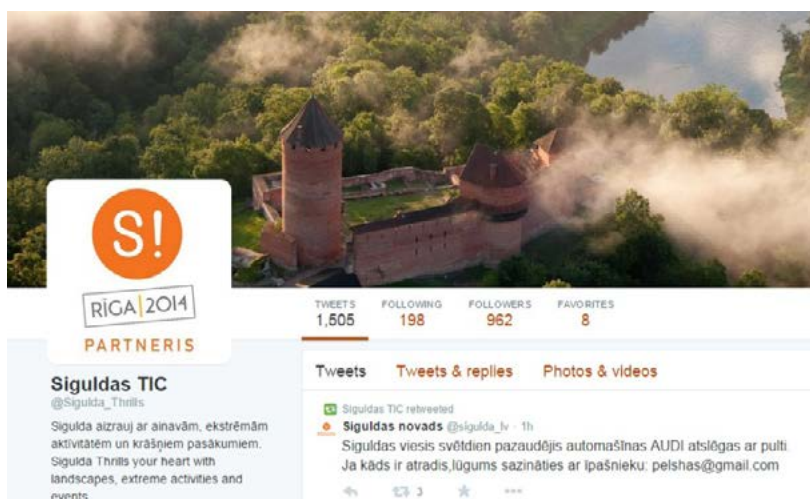 S!
RĪGA 2014
PARTNERIS
Siguldas TIC
@Sigulda_Thrills
Sigulda aizrauj ar ainavām, ekstrēmām
aktīvitātēm un krāšņiem pasākumiem.
Sigulda Thrills your heart with
landscapes, extreme activities and
events
TWEETS FOLLOWING FOLLOWERS FAVORITES
1,505 198 962 8
Tweets Tweets & replies Photos & videos
Siguldas TIC retweeted
Siguldas novads @sigulda_lv · 1h
Siguldas viesis svētdien pazaudējis automašīnas AUDI atslēgas ar pulti
Ja kāds ir atradis,lūgums sazināties ar īpašnieku: pelshas@gmail.com
3